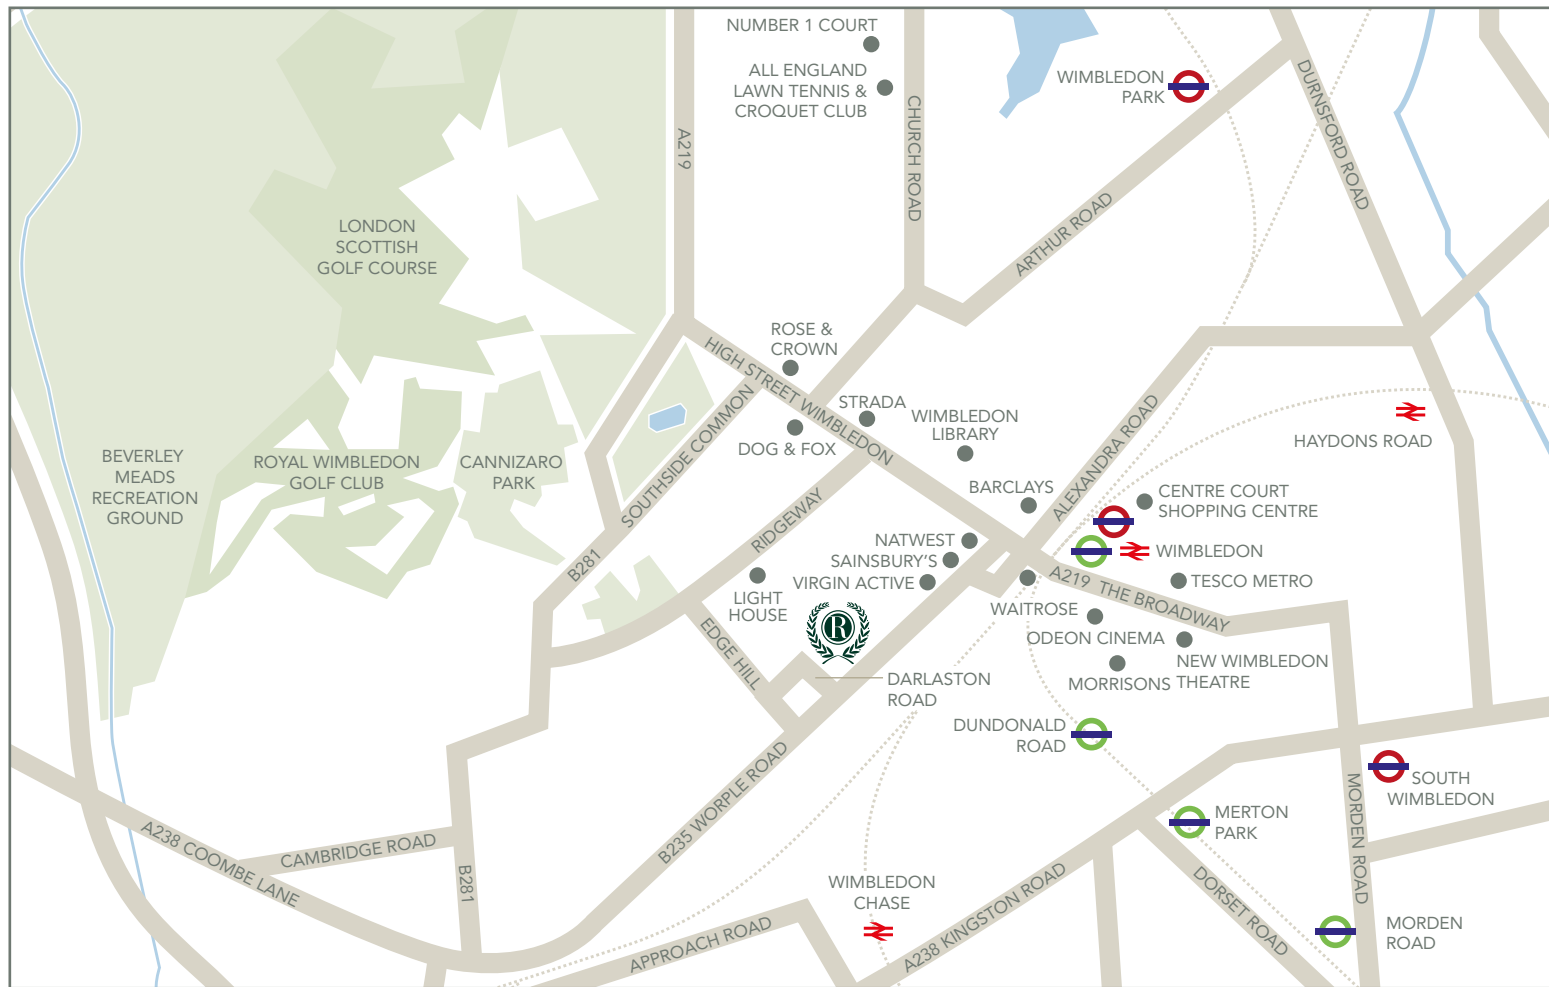 NUMBER 1 COURT
ALL ENGLAND
LAWN TENNIS &
CROQUET CLUB
A219
CHURCH ROAD
WIMBLEDON
PARK
DURNSFORD ROAD
ARTHUR ROAD
LONDON
SCOTTISH
GOLF COURSE
ROSE &
CROWN
HIGH STREET WIMBLEDON
STRADA
DOG & FOX
WIMBLEDON
LIBRARY
ALEXANDRA ROAD
HAYDONS ROAD
BEVERLEY
MEADS
RECREATION
GROUND
ROYAL WIMBLEDON
GOLF CLUB
CANNIZARO
PARK
SOUTHSIDE COMMON
B281
RIDGEWAY
BARCLAYS
CENTRE COURT
SHOPPING CENTRE
NATWEST
SAINSBURY'S
VIRGIN ACTIVE
WIMBLEDON
LIGHT
HOUSE
A219 THE BROADWAY
TESCO METRO
WAITROSE
ODEON CINEMA
NEW WIMBLEDON
THEATRE
MORRISONS
R
EDGE HILL
DARLASTON
ROAD
DUNDONALD
ROAD
B235 WORPLE ROAD
SOUTH
WIMBLEDON
MORDEN ROAD
MERTON
PARK
A238 COOMBE LANE
CAMBRIDGE ROAD
B281
WIMBLEDON
CHASE
APPROACH ROAD
A238 KINGSTON ROAD
DORSET ROAD
MORDEN
ROAD